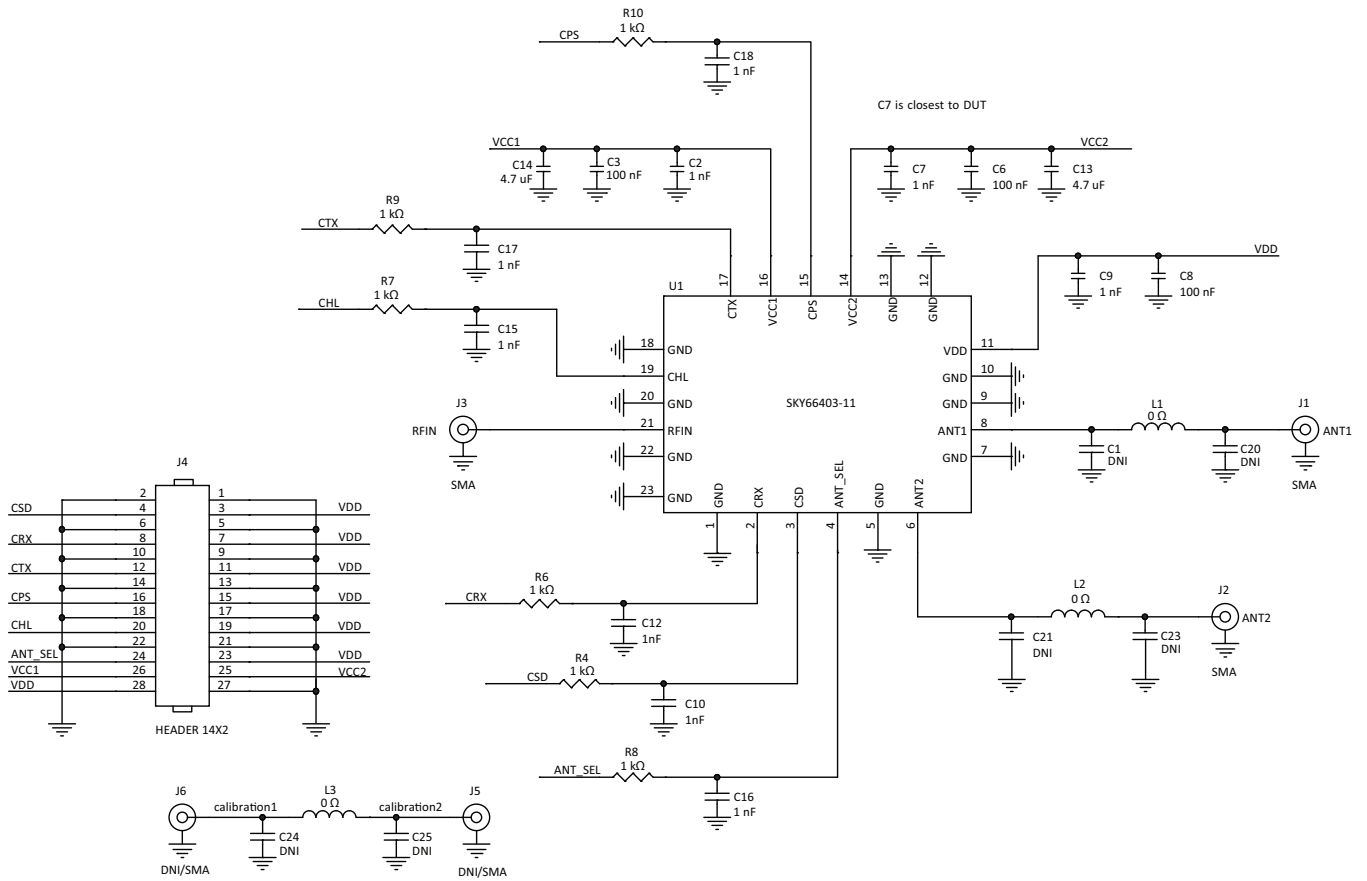 R10
1 kΩ
CPS
C18
1 nF
C7 is closest to DUT
VCC1
C14
4.7 uF
C3
100 nF
C2
1 nF
VCC2
C7
1 nF
C6
100 nF
C13
4.7 uF
R9
1 kΩ
CTX
C17
1 nF
R7
1 kΩ
CHL
C15
1 nF
VDD
C9
1 nF
C8
100 nF
U1
17
16
15
14
13
12
CTX
VCC1
CPS
VCC2
GND
GND
18 GND
19 CHL
20 GND
21 RFIN
22 GND
23 GND
SKY66403-11
VDD 11
GND 10
GND 9
ANT1 8
GND 7
GND
CRX
CSD
ANT_SEL
GND
ANT2
1
2
3
4
5
6
J3
RFIN
SMA
L1
0 Ω
C1
DNI
C20
DNI
J1
ANT1
SMA
L2
0 Ω
C21
DNI
C23
DNI
J2
ANT2
SMA
R6
1 kΩ
CRX
C12
1nF
R4
1 kΩ
CSD
C10
1nF
R8
1 kΩ
ANT_SEL
C16
1 nF
J4
2 1
CSD 4 3 VDD
6 5
CRX 8 7 VDD
10 9
CTX 12 11 VDD
14 13
CPS 16 15 VDD
18 17
CHL 20 19 VDD
22 21
ANT_SEL 24 23 VDD
VCC1 26 25 VCC2
VDD 28 27
HEADER 14X2
J6
calibration1
L3
0 Ω
calibration2
J5
C24
DNI
C25
DNI
DNI/SMA
DNI/SMA